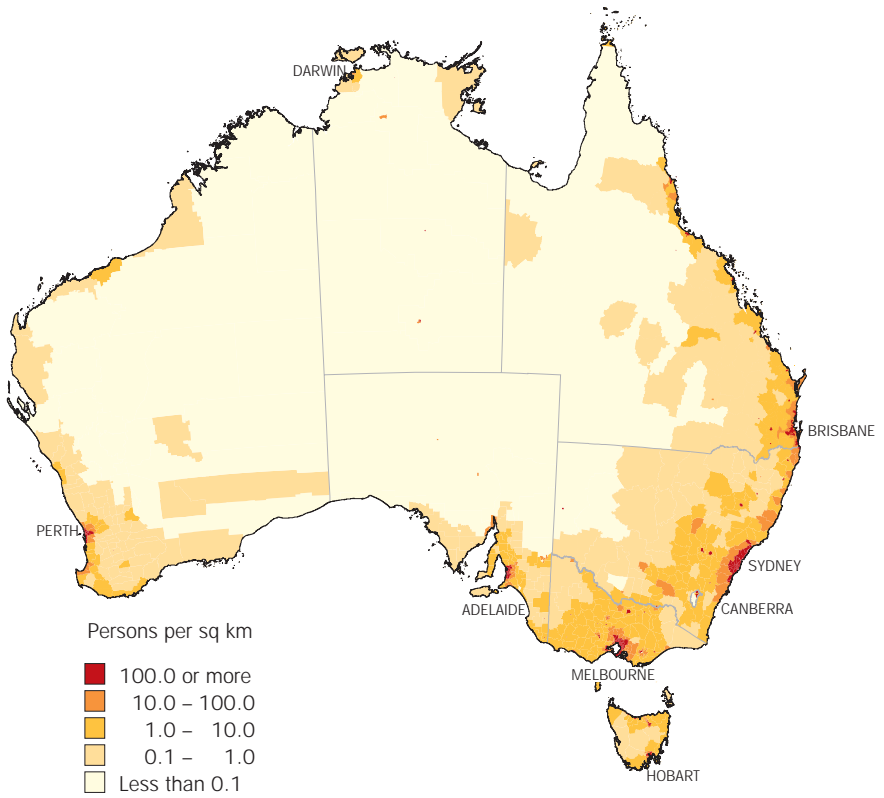 DARWIN
BRISBANE
PERTH
SYDNEY
ADELAIDE
CANBERRA
MELBOURNE
HOBART
Persons per sq km
100.0 or more
10.0 – 100.0
1.0 – 10.0
0.1 – 1.0
Less than 0.1